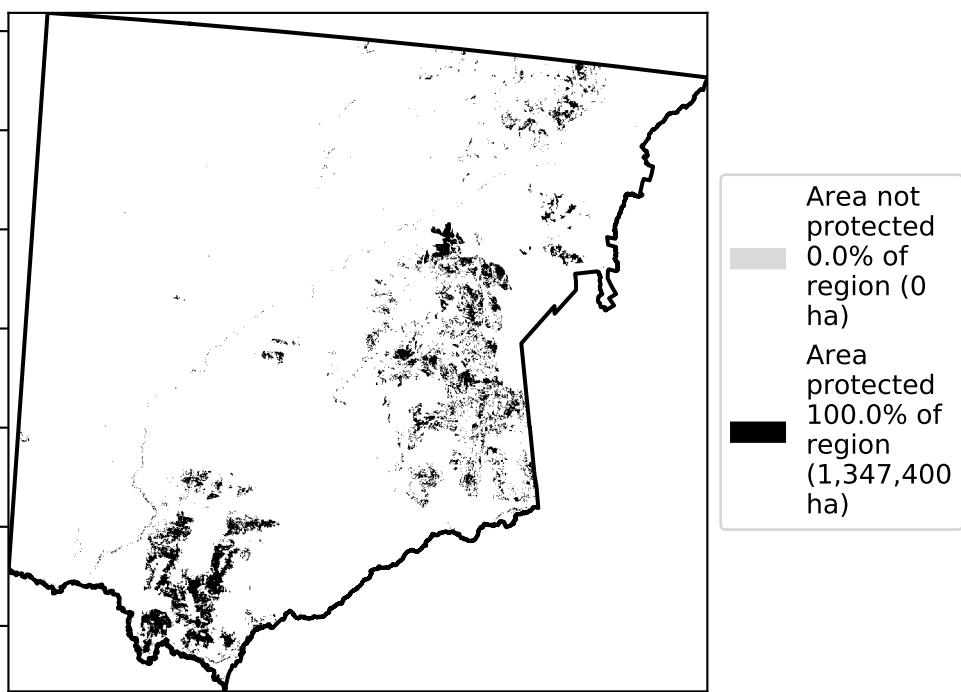 Area not
protected
0.0% of
region (0
ha)
Area
protected
100.0% of
region
(1,347,400
ha)